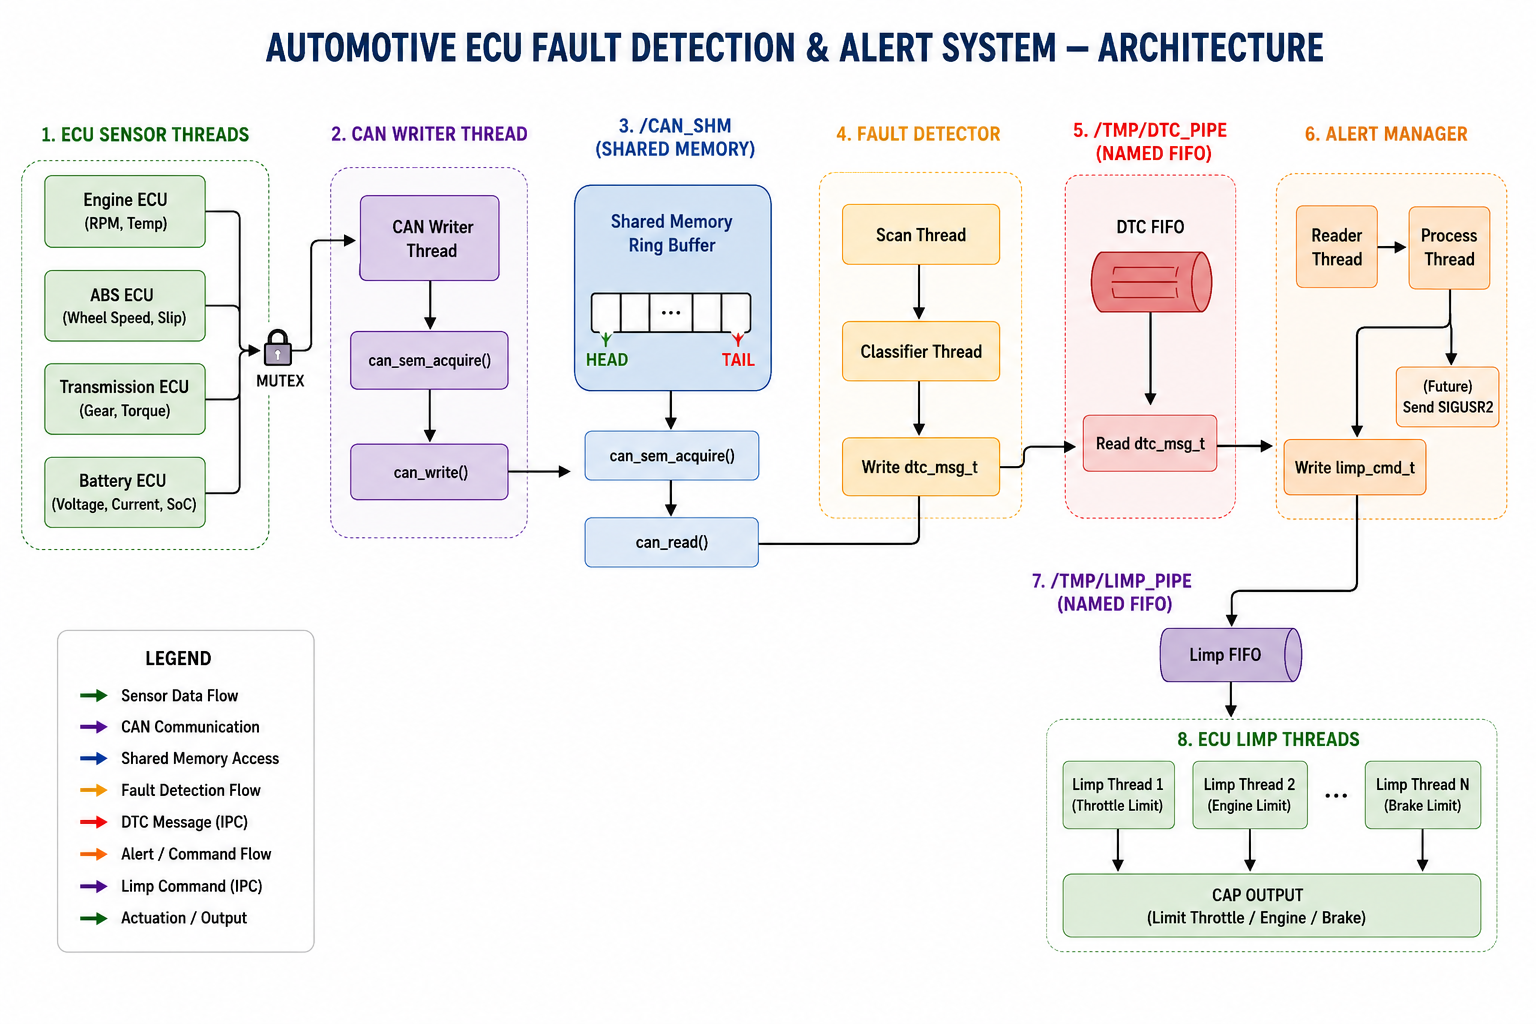 AUTOMOTIVE ECU FAULT DETECTION & ALERT SYSTEM — ARCHITECTURE
1. ECU SENSOR THREADS
Engine ECU
(RPM, Temp)
ABS ECU
(Wheel Speed, Slip)
Transmission ECU
(Gear, Torque)
Battery ECU
(Voltage, Current, SoC)
MUTEX
2. CAN WRITER THREAD
CAN Writer
Thread
can_sem_acquire()
can_write()
3. /CAN_SHM
(SHARED MEMORY)
Shared Memory
Ring Buffer
...
HEAD
TAIL
can_sem_acquire()
can_read()
4. FAULT DETECTOR
Scan Thread
Classifier Thread
Write dtc_msg_t
5. /TMP/DTC_PIPE
(NAMED FIFO)
DTC FIFO
Read dtc_msg_t
6. ALERT MANAGER
Reader
Thread
Process
Thread
(Future)
Send SIGUSR2
Write limp_cmd_t
7. /TMP/LIMP_PIPE
(NAMED FIFO)
Limp FIFO
8. ECU LIMP THREADS
Limp Thread 1
(Throttle Limit)
Limp Thread 2
(Engine Limit)
...
Limp Thread N
(Brake Limit)
CAP OUTPUT
(Limit Throttle / Engine / Brake)
LEGEND
Sensor Data Flow
CAN Communication
Shared Memory Access
Fault Detection Flow
DTC Message (IPC)
Alert / Command Flow
Limp Command (IPC)
Actuation / Output